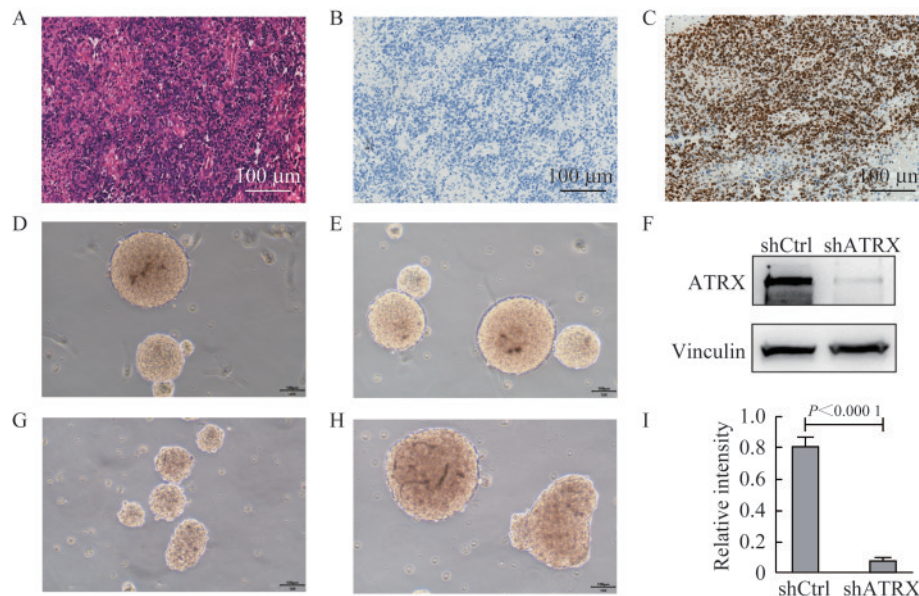 A
B
C
100 μm
100 μm
100 μm
D
E
F
shCtrl shATRX
ATRX
Vinculin
G
H
I
P<0.000 1
Relative intensity
1.0
0.8
0.6
0.4
0.2
0
shCtrl shATRX